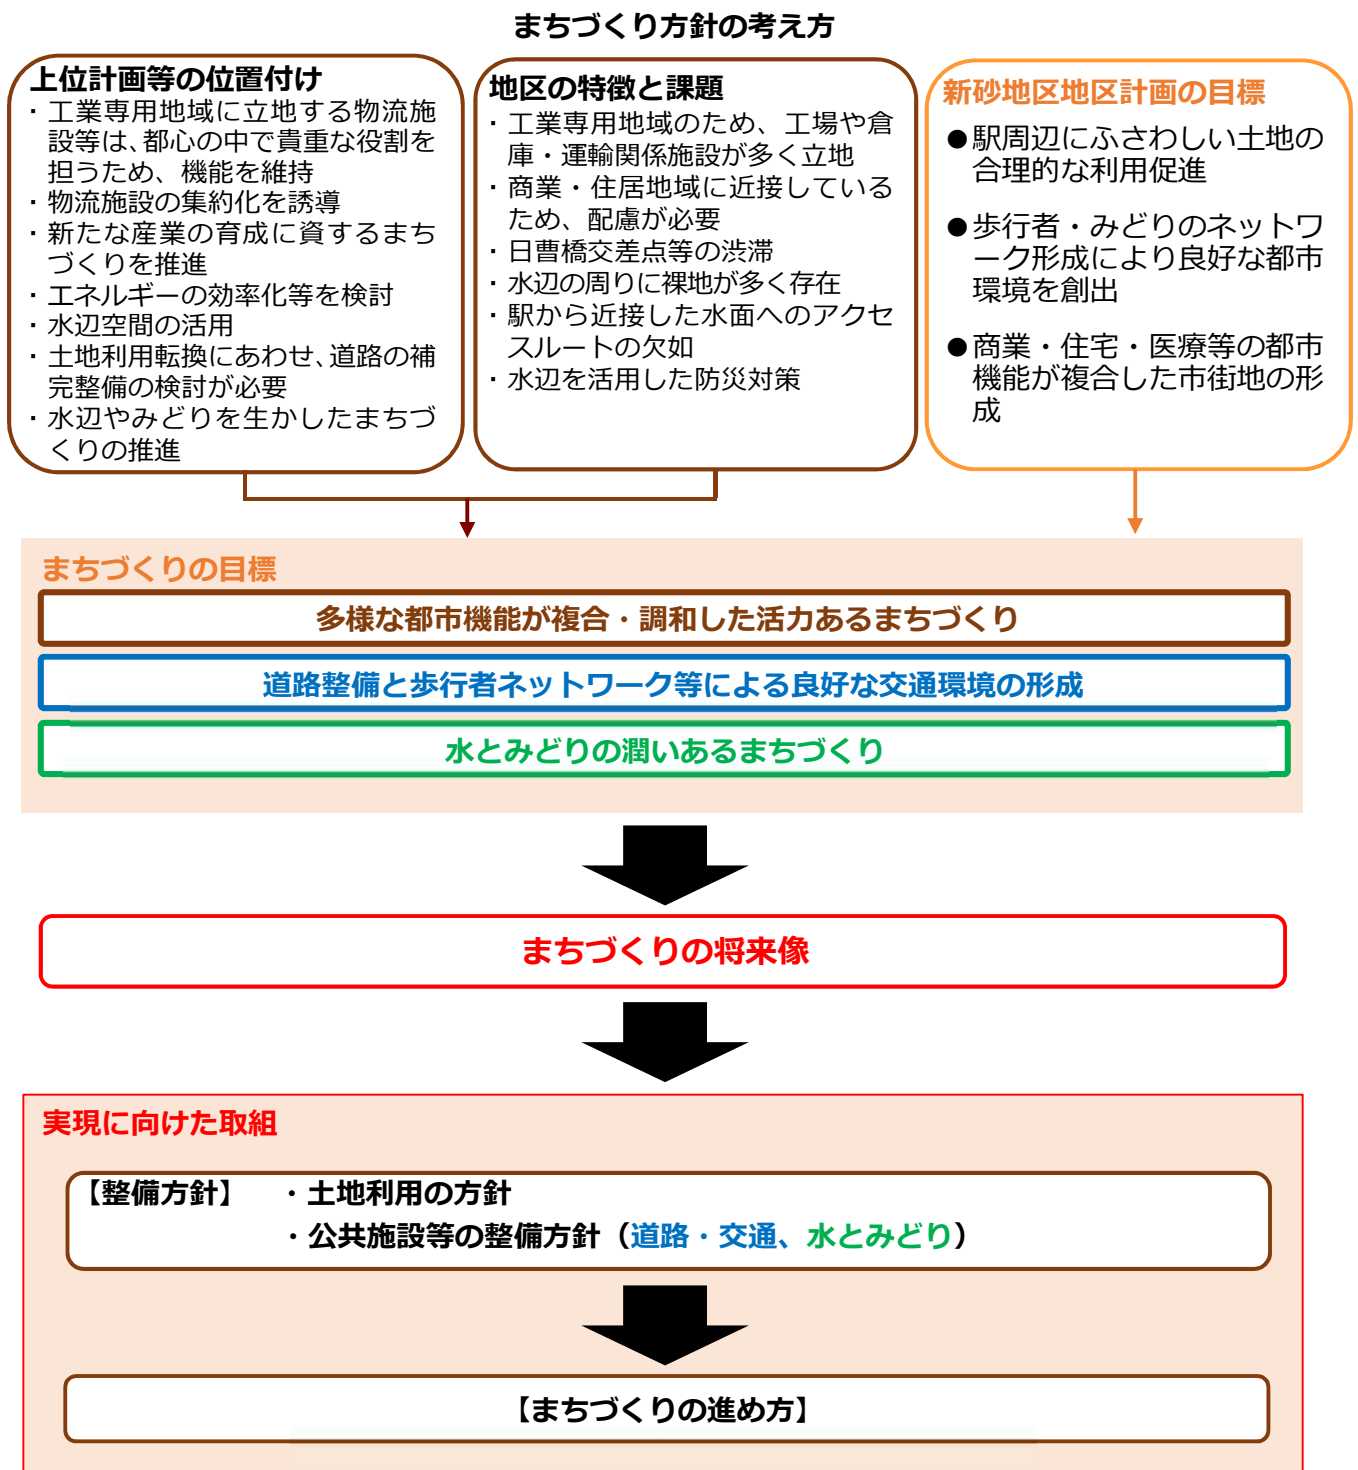 まちづくり方針の考え方
上位計画等の位置付け
・工業専用地域に立地する物流施
設等は、都心の中で貴重な役割を
担うため、機能を維持
・物流施設の集約化を誘導
・新たな産業の育成に資するまち
づくりを推進
・エネルギーの効率化等を検討
・水辺空間の活用
・土地利用転換にあわせ、道路の補
完整備の検討が必要
・水辺やみどりを生かしたまちづ
くりの推進
地区の特徴と課題
・工業専用地域のため、工場や倉
庫・運輸関係施設が多く立地
・商業・住居地域に近接している
ため、配慮が必要
・日曹橋交差点等の渋滞
・水辺の周りに裸地が多く存在
・駅から近接した水面へのアクセ
スルートの欠如
・水辺を活用した防災対策
新砂地区地区計画の目標
●駅周辺にふさわしい土地の
合理的な利用促進
●歩行者・みどりのネットワ
ーク形成により良好な都市
環境を創出
●商業・住宅・医療等の都市
機能が複合した市街地の形
成
まちづくりの目標
多様な都市機能が複合・調和した活力あるまちづくり
道路整備と歩行者ネットワーク等による良好な交通環境の形成
水とみどりの潤いあるまちづくり
まちづくりの将来像
実現に向けた取組
【整備方針】 ・土地利用の方針
・公共施設等の整備方針（道路・交通、水とみどり）
【まちづくりの進め方】